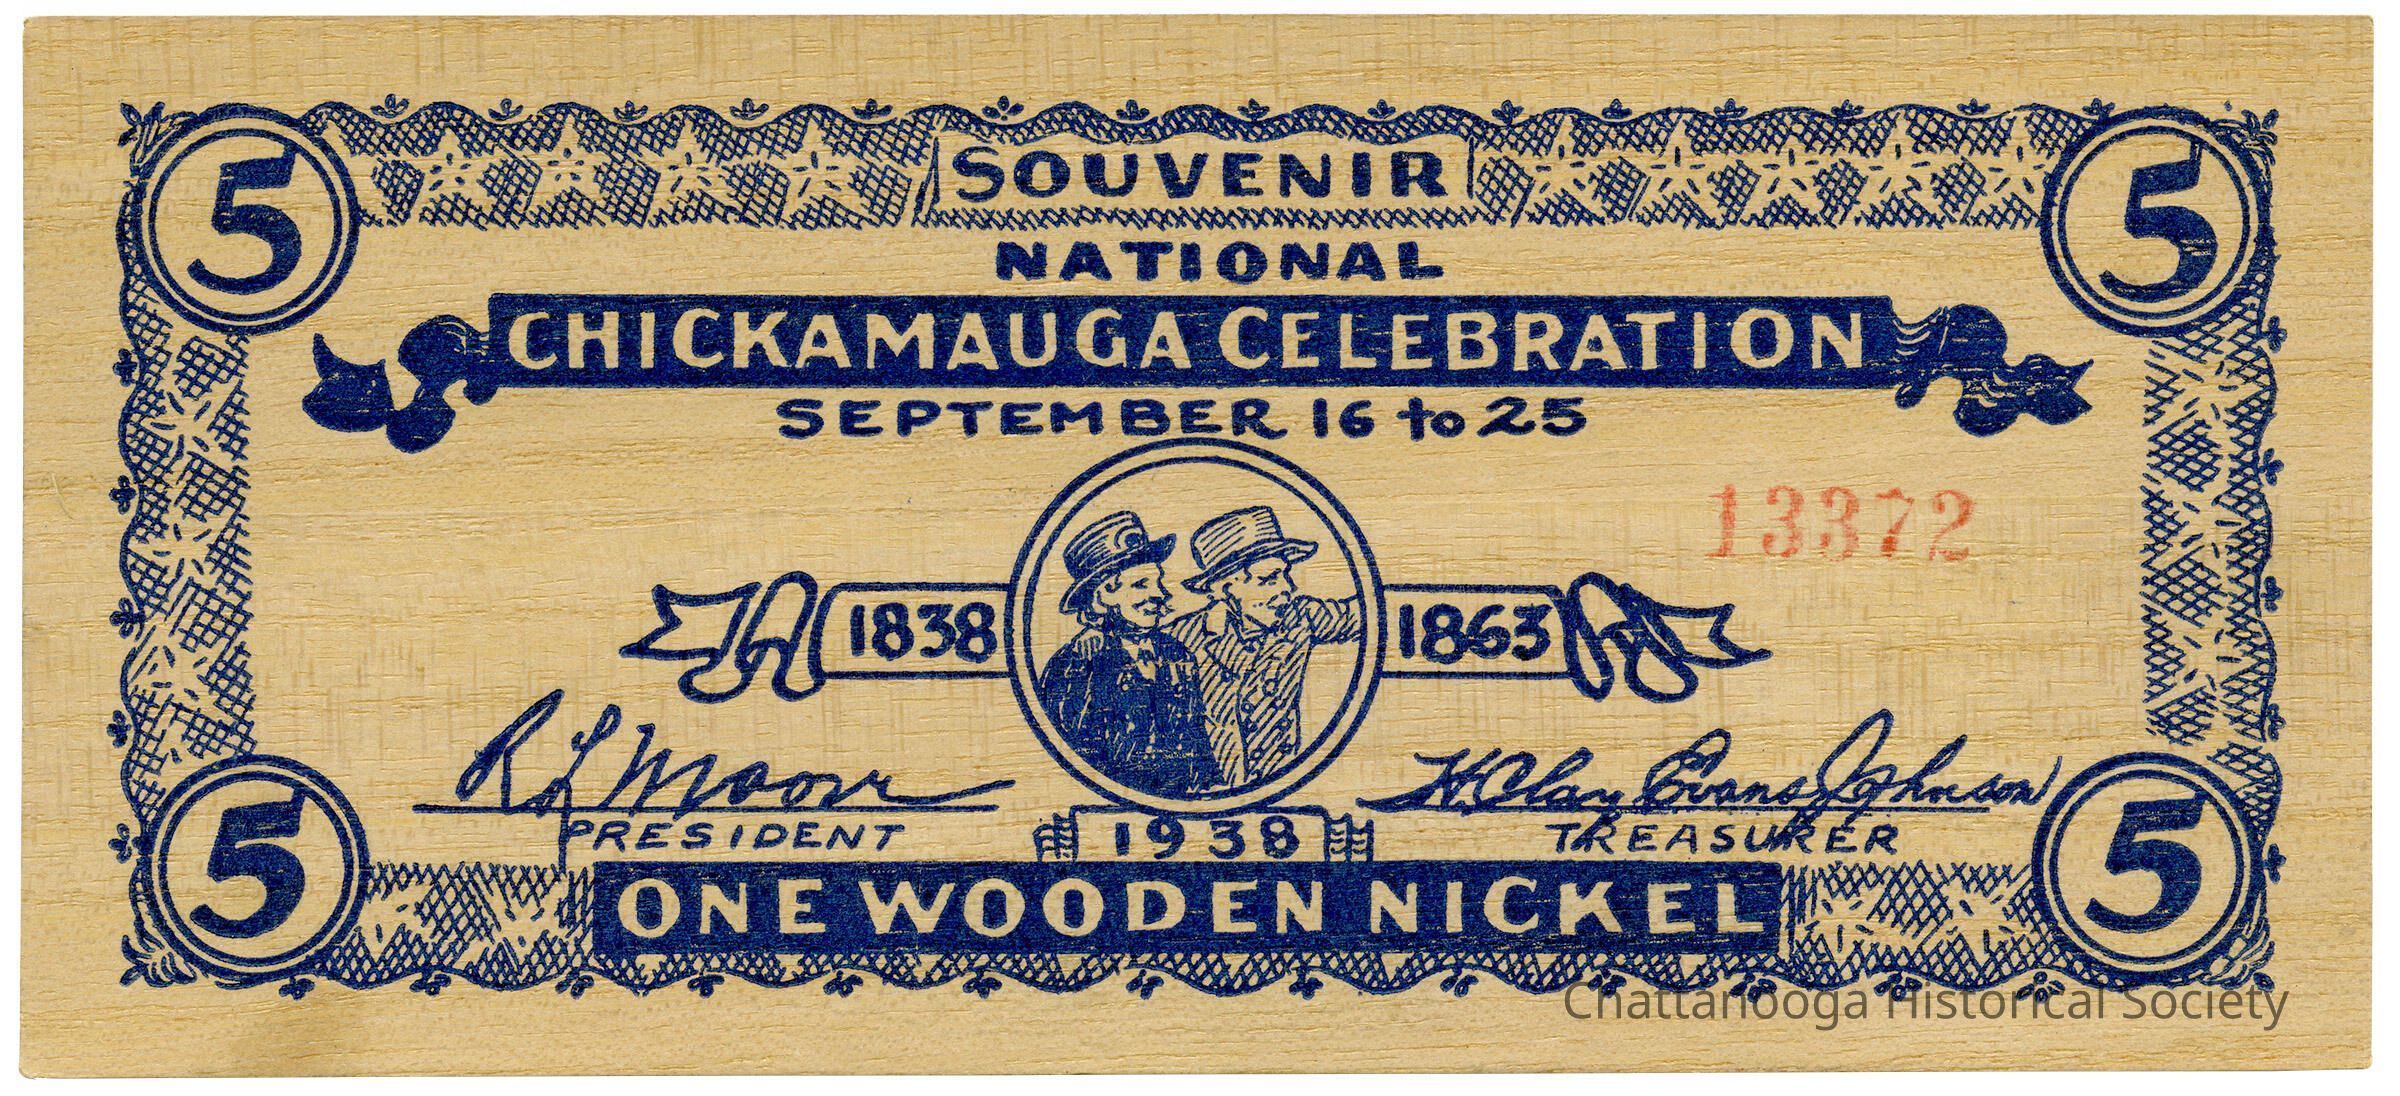 5 SOUVENIR 5
NATIONAL
CHICKAMAUGA CELEBRATION
SEPTEMBER 16 to 25
13372
1838 1863
R L Moore H. Clay Evans Johnson
PRESIDENT 1938 TREASURER
5 ONE WOODEN NICKEL 5
Chattanooga Historical Society